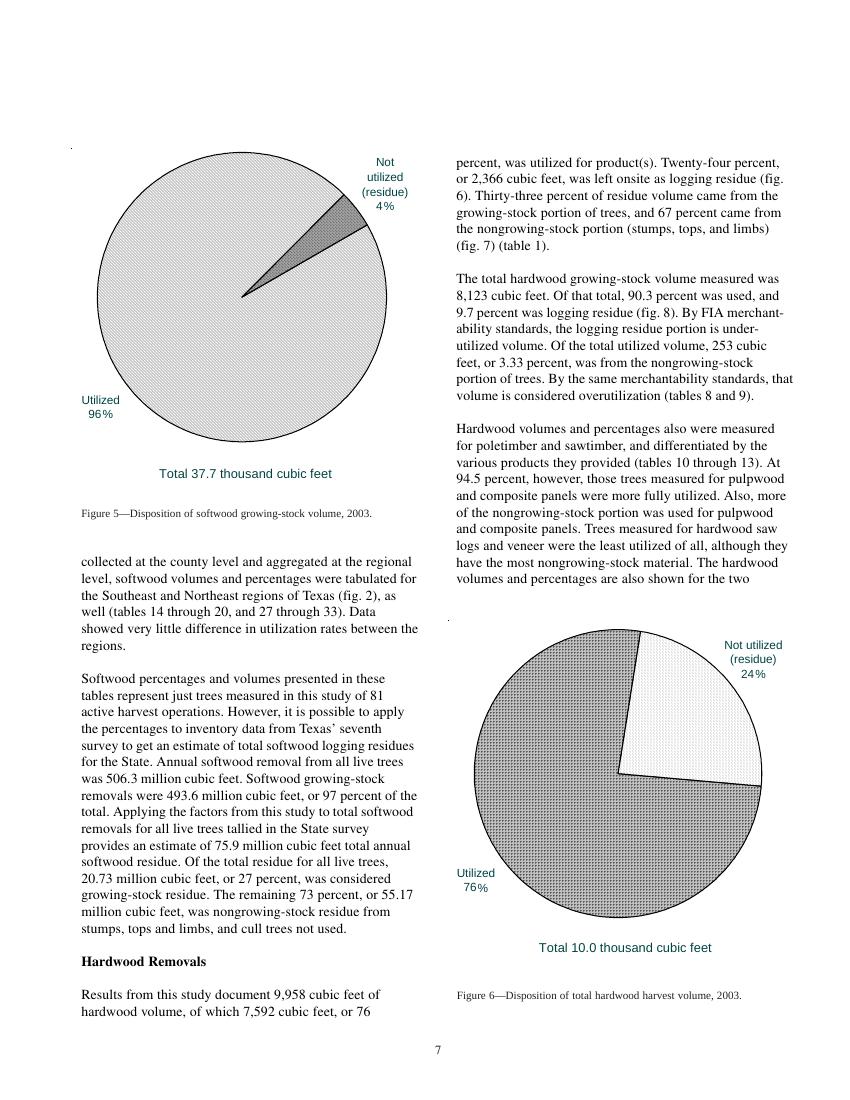 Not
utilized
(residue)
4%
Utilized
96%
Total 37.7 thousand cubic feet
Figure 5—Disposition of softwood growing-stock volume, 2003.
collected at the county level and aggregated at the regional
level, softwood volumes and percentages were tabulated for
the Southeast and Northeast regions of Texas (fig. 2), as
well (tables 14 through 20, and 27 through 33). Data
showed very little difference in utilization rates between the
regions.
Softwood percentages and volumes presented in these
tables represent just trees measured in this study of 81
active harvest operations. However, it is possible to apply
the percentages to inventory data from Texas’ seventh
survey to get an estimate of total softwood logging residues
for the State. Annual softwood removal from all live trees
was 506.3 million cubic feet. Softwood growing-stock
removals were 493.6 million cubic feet, or 97 percent of the
total. Applying the factors from this study to total softwood
removals for all live trees tallied in the State survey
provides an estimate of 75.9 million cubic feet total annual
softwood residue. Of the total residue for all live trees,
20.73 million cubic feet, or 27 percent, was considered
growing-stock residue. The remaining 73 percent, or 55.17
million cubic feet, was nongrowing-stock residue from
stumps, tops and limbs, and cull trees not used.
Hardwood Removals
Results from this study document 9,958 cubic feet of
hardwood volume, of which 7,592 cubic feet, or 76
percent, was utilized for product(s). Twenty-four percent,
or 2,366 cubic feet, was left onsite as logging residue (fig.
6). Thirty-three percent of residue volume came from the
growing-stock portion of trees, and 67 percent came from
the nongrowing-stock portion (stumps, tops, and limbs)
(fig. 7) (table 1).
The total hardwood growing-stock volume measured was
8,123 cubic feet. Of that total, 90.3 percent was used, and
9.7 percent was logging residue (fig. 8). By FIA merchant-
ability standards, the logging residue portion is under-
utilized volume. Of the total utilized volume, 253 cubic
feet, or 3.33 percent, was from the nongrowing-stock
portion of trees. By the same merchantability standards, that
volume is considered overutilization (tables 8 and 9).
Hardwood volumes and percentages also were measured
for poletimber and sawtimber, and differentiated by the
various products they provided (tables 10 through 13). At
94.5 percent, however, those trees measured for pulpwood
and composite panels were more fully utilized. Also, more
of the nongrowing-stock portion was used for pulpwood
and composite panels. Trees measured for hardwood saw
logs and veneer were the least utilized of all, although they
have the most nongrowing-stock material. The hardwood
volumes and percentages are also shown for the two
Not utilized
(residue)
24%
Utilized
76%
Total 10.0 thousand cubic feet
Figure 6—Disposition of total hardwood harvest volume, 2003.
7